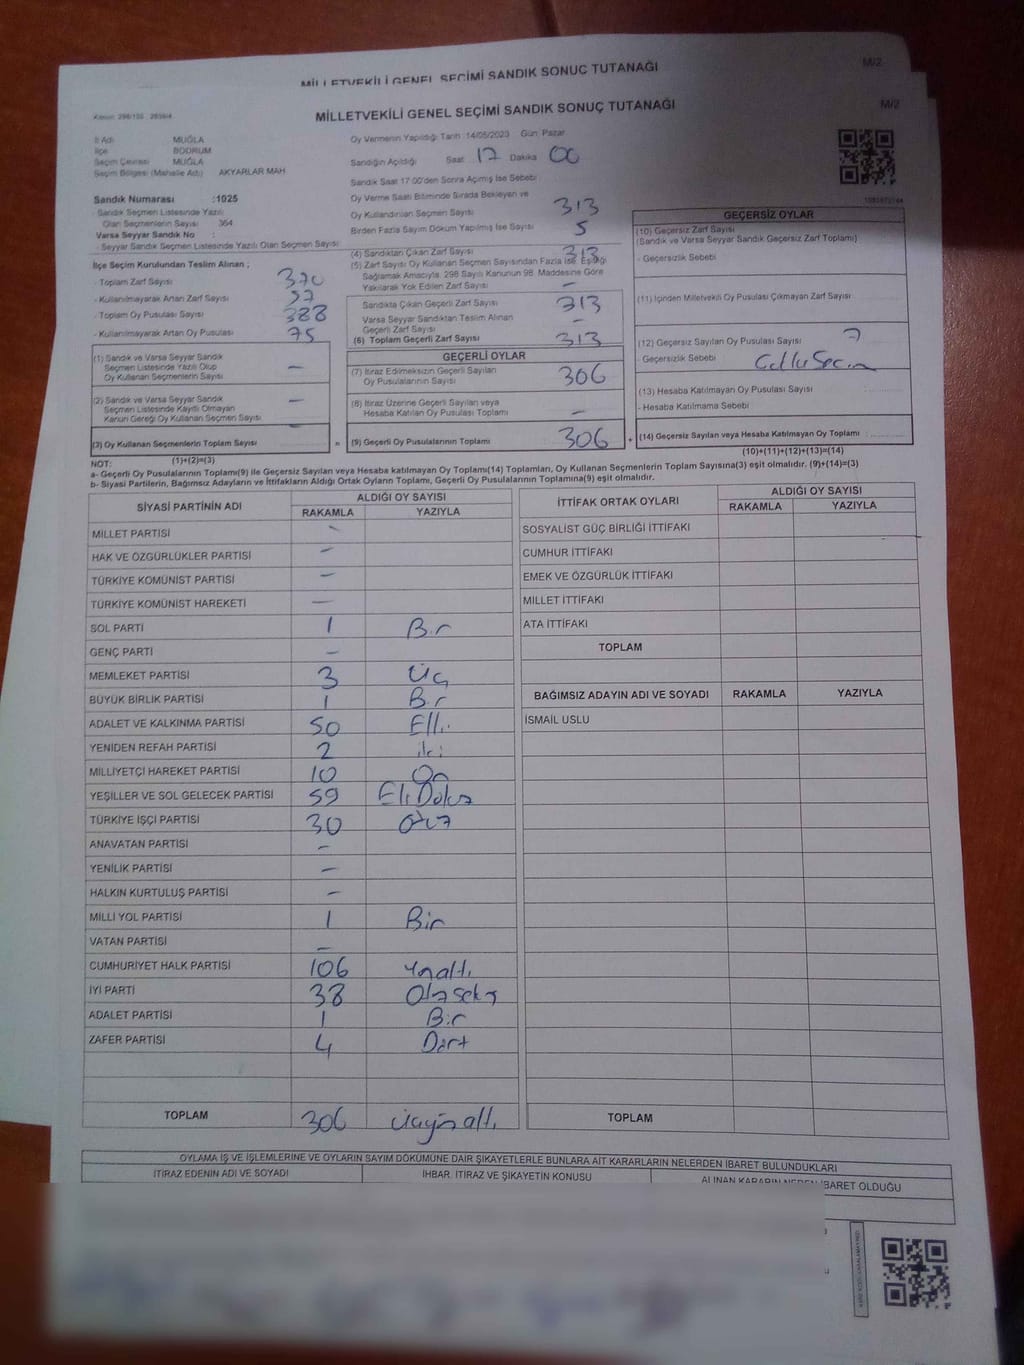 MİLLETVEKİLİ GENEL SEÇİMİ SANDIK SONUÇ TUTANAĞI
M/2
MİLLETVEKİLİ GENEL SEÇİMİ SANDIK SONUÇ TUTANAĞI
M/2
İl Adı MUĞLA
İlçe BODRUM
Seçim Çevresi MUĞLA
Seçim Bölgesi (Mahalle Adı) AKYARLAR MAH
Sandık Numarası :1025
- Sandık Seçmen Listesinde Yazılı
Olan Seçmenlerin Sayısı 364
Varsa Seyyar Sandık No :
- Seyyar Sandık Seçmen Listesinde Yazılı Olan Seçmen Sayısı
İlçe Seçim Kurulundan Teslim Alınan ;
- Toplam Zarf Sayısı 370
- Kullanılmayarak Artan Zarf Sayısı 57
- Toplam Oy Pusulası Sayısı 388
- Kullanılmayarak Artan Oy Pusulası 75
(1) Sandık ve Varsa Seyyar Sandık
Seçmen Listesinde Yazılı Olup
Oy Kullanan Seçmenlerin Sayısı –
(2) Sandık ve Varsa Seyyar Sandık
Seçmen Listesinde Kayıtlı Olmayan
Kanun Gereği Oy Kullanan Seçmen Sayısı –
(3) Oy Kullanan Seçmenlerin Toplam Sayısı
(1)+(2)=(3)
Oy Vermenin Yapıldığı Tarih 14/05/2023 Gün: Pazar
Sandığın Açıldığı Saat 17 Dakika 00
Sandık Saat 17.00'den Sonra Açılmış İse Sebebi
Oy Verme Saati Bitiminde Sırada Bekleyen ve
Oy Kullandırılan Seçmen Sayısı 313
Birden Fazla Sayım Döküm Yapılmış İse Sayısı 5
(4) Sandıktan Çıkan Zarf Sayısı 313
(5) Zarf Sayısı Oy Kullanan Seçmen Sayısından Fazla İse, Eşitliği
Sağlamak Amacıyla, 298 Sayılı Kanunun 98. Maddesine Göre
Yakılarak Yok Edilen Zarf Sayısı –
Sandıkta Çıkan Geçerli Zarf Sayısı 313
Varsa Seyyar Sandıktan Teslim Alınan
Geçerli Zarf Sayısı –
(6) Toplam Geçerli Zarf Sayısı 313
GEÇERLİ OYLAR
(7) İtiraz Edilmeksizin Geçerli Sayılan
Oy Pusulalarının Sayısı 306
(8) İtiraz Üzerine Geçerli Sayılan veya
Hesaba Katılan Oy Pusulası Toplamı –
= (9) Geçerli Oy Pusulalarının Toplamı 306 +
GEÇERSİZ OYLAR
(10) Geçersiz Zarf Sayısı
(Sandık ve Varsa Seyyar Sandık Geçersiz Zarf Toplamı)
- Geçersizlik Sebebi
(11) İçinden Milletvekili Oy Pusulası Çıkmayan Zarf Sayısı
(12) Geçersiz Sayılan Oy Pusulası Sayısı 7
- Geçersizlik Sebebi
(13) Hesaba Katılmayan Oy Pusulası Sayısı
- Hesaba Katılmama Sebebi
(14) Geçersiz Sayılan veya Hesaba Katılmayan Oy Toplamı :
(10)+(11)+(12)+(13)=(14)
NOT:
a- Geçerli Oy Pusulalarının Toplamı(9) ile Geçersiz Sayılan veya Hesaba katılmayan Oy Toplamı(14) Toplamları, Oy Kullanan Seçmenlerin Toplam Sayısına(3) eşit olmalıdır. (9)+(14)=(3)
b- Siyasi Partilerin, Bağımsız Adayların ve İttifakların Aldığı Ortak Oyların Toplamı, Geçerli Oy Pusulalarının Toplamına(9) eşit olmalıdır.
SİYASİ PARTİNİN ADI ALDIĞI OY SAYISI
RAKAMLA YAZIYLA
MİLLET PARTİSİ –
HAK VE ÖZGÜRLÜKLER PARTİSİ –
TÜRKİYE KOMÜNİST PARTİSİ –
TÜRKİYE KOMÜNİST HAREKETİ –
SOL PARTİ 1 Bir
GENÇ PARTİ –
MEMLEKET PARTİSİ 3 Üç
BÜYÜK BİRLİK PARTİSİ 1 Bir
ADALET VE KALKINMA PARTİSİ 50 Elli
YENİDEN REFAH PARTİSİ 2 iki
MİLLİYETÇİ HAREKET PARTİSİ 10 On
YEŞİLLER VE SOL GELECEK PARTİSİ 59 Elli Dokuz
TÜRKİYE İŞÇİ PARTİSİ 30 Otuz
ANAVATAN PARTİSİ –
YENİLİK PARTİSİ –
HALKIN KURTULUŞ PARTİSİ –
MİLLİ YOL PARTİSİ 1 Bir
VATAN PARTİSİ –
CUMHURİYET HALK PARTİSİ 106 Yüzaltı
İYİ PARTİ 38 Otuz sekiz
ADALET PARTİSİ 1 Bir
ZAFER PARTİSİ 4 Dört
TOPLAM 306 üçyüz altı
İTTİFAK ORTAK OYLARI ALDIĞI OY SAYISI
RAKAMLA YAZIYLA
SOSYALİST GÜÇ BİRLİĞİ İTTİFAKI
CUMHUR İTTİFAKI
EMEK VE ÖZGÜRLÜK İTTİFAKI
MİLLET İTTİFAKI
ATA İTTİFAKI
TOPLAM
BAĞIMSIZ ADAYIN ADI VE SOYADI RAKAMLA YAZIYLA
İSMAİL USLU
TOPLAM
OYLAMA İŞ VE İŞLEMLERİNE VE OYLARIN SAYIM DÖKÜMÜNE DAİR ŞİKAYETLERLE BUNLARA AİT KARARLARIN NELERDEN İBARET BULUNDUKLARI
İTİRAZ EDENİN ADI VE SOYADI İHBAR, İTİRAZ VE ŞİKAYETİN KONUSU ALINAN KARARIN NEDEN İBARET OLDUĞU